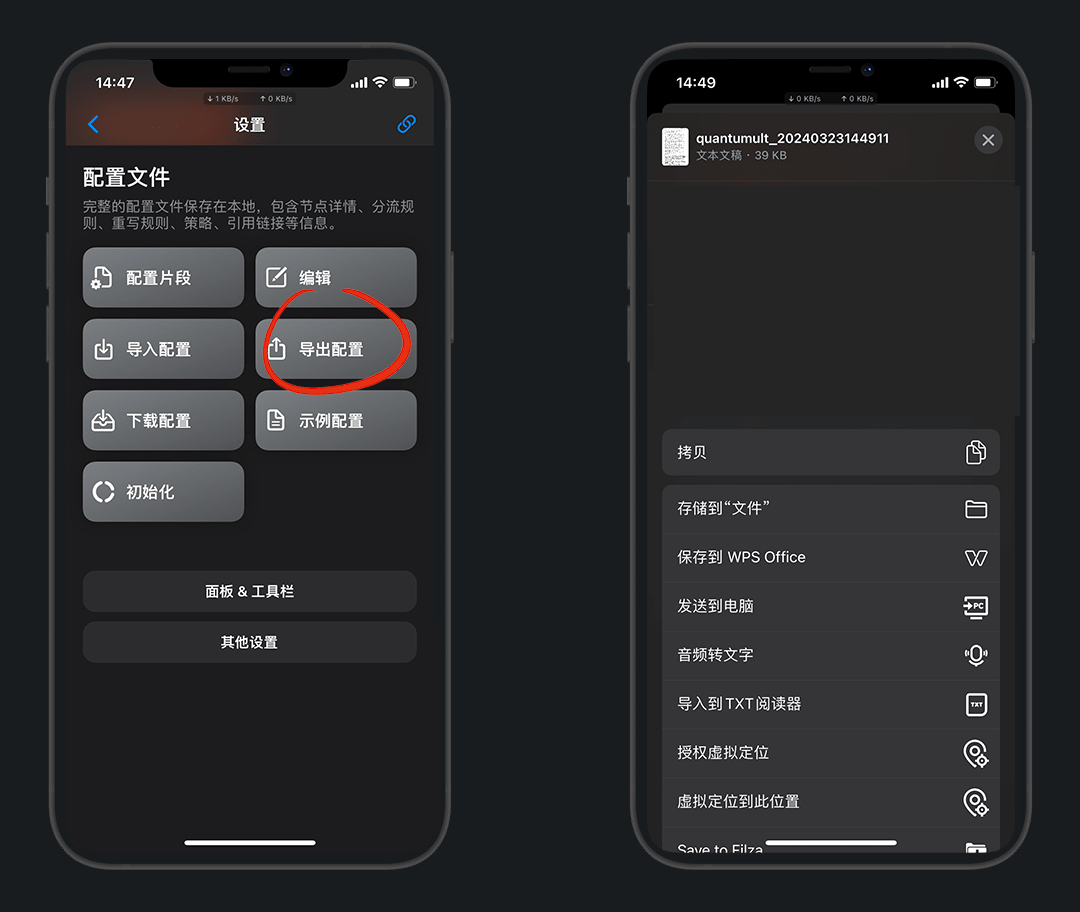 14:47
↓ 1 KB/s ↑ 0 KB/s
设置
配置文件
完整的配置文件保存在本地，包含节点详情、分流规
则、重写规则、策略、引用链接等信息。
配置片段
编辑
导入配置
导出配置
下载配置
示例配置
初始化
面板 & 工具栏
其他设置
14:49
↓ 0 KB/s ↑ 0 KB/s
quantumult_20240323144911
文本文稿 · 39 KB
拷贝
存储到“文件”
保存到 WPS Office
发送到电脑
PC
音频转文字
导入到TXT阅读器
TXT
授权虚拟定位
虚拟定位到此位置
Save to Filza